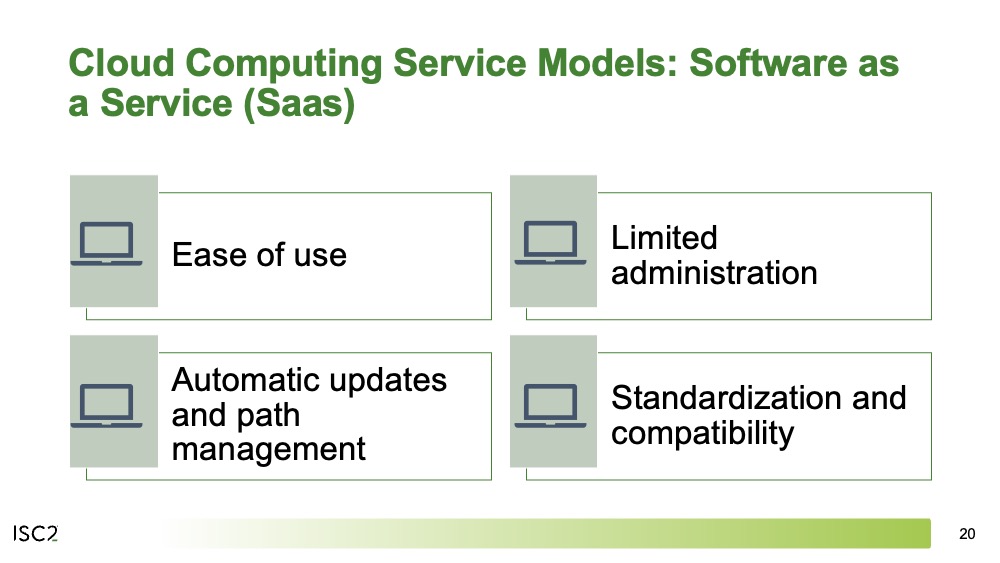 Cloud Computing Service Models: Software as
a Service (Saas)
Ease of use
Limited
administration
Automatic updates
and path
management
Standardization and
compatibility
ISC2
20